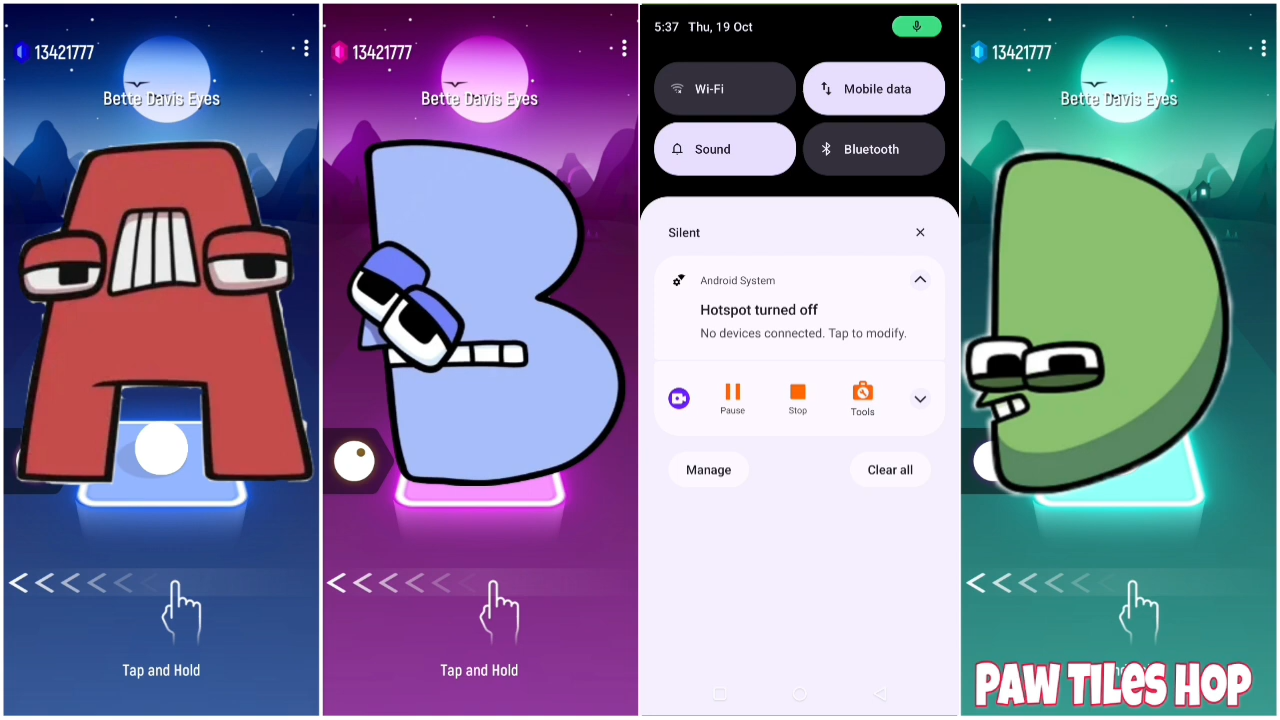 13421777
Bette Davis Eyes
Tap and Hold
13421777
Bette Davis Eyes
Tap and Hold
5:37 Thu, 19 Oct
Wi-Fi
Mobile data
Sound
Bluetooth
Silent
Android System
Hotspot turned off
No devices connected. Tap to modify.
Pause
Stop
Tools
Manage
Clear all
13421777
Bette Davis Eyes
PAW TILES HOP